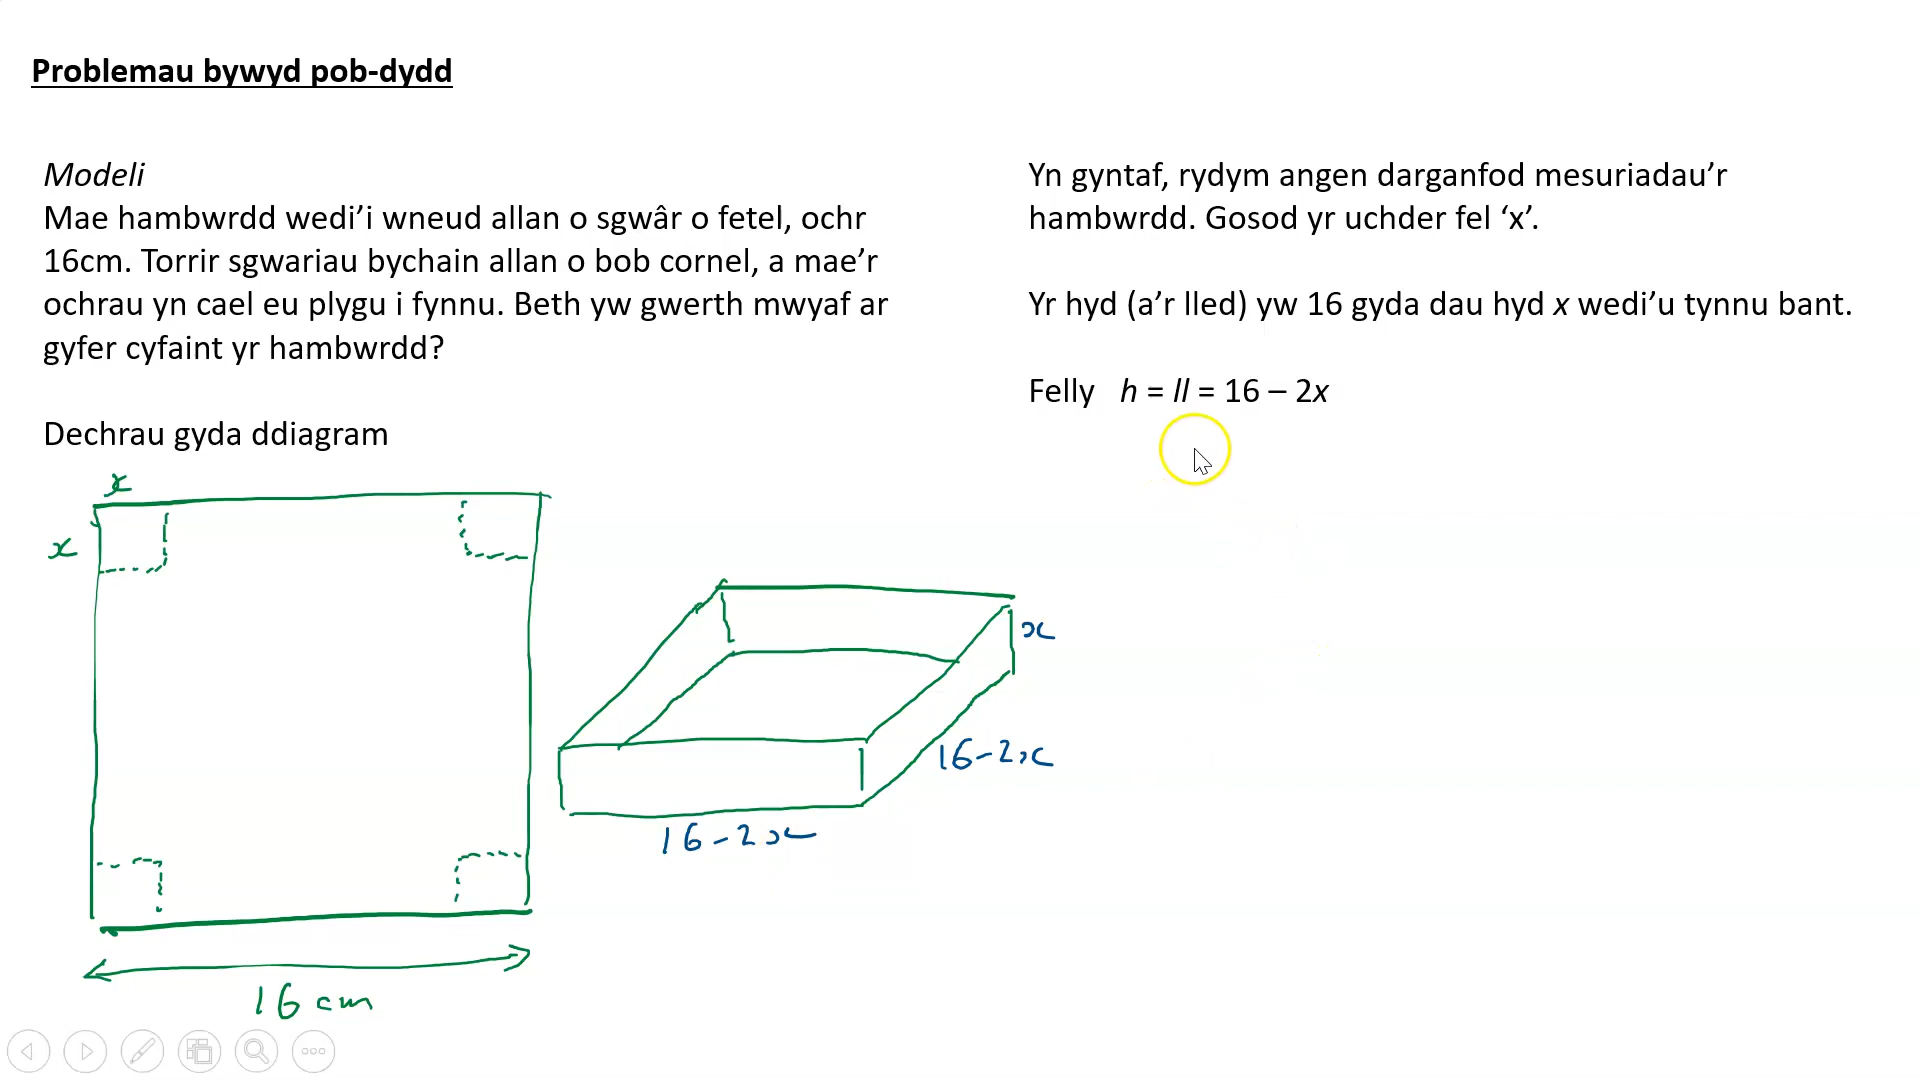 Problemau bywyd pob-dydd
Modeli
Mae hambwrdd wedi’i wneud allan o sgwâr o fetel, ochr
16cm. Torrir sgwariau bychain allan o bob cornel, a mae’r
ochrau yn cael eu plygu i fynnu. Beth yw gwerth mwyaf ar
gyfer cyfaint yr hambwrdd?
Dechrau gyda ddiagram
x
x
16 cm
x
16-2x
16-2x
Yn gyntaf, rydym angen darganfod mesuriadau’r
hambwrdd. Gosod yr uchder fel ‘x’.
Yr hyd (a’r lled) yw 16 gyda dau hyd x wedi’u tynnu bant.
Felly h = ll = 16 – 2x